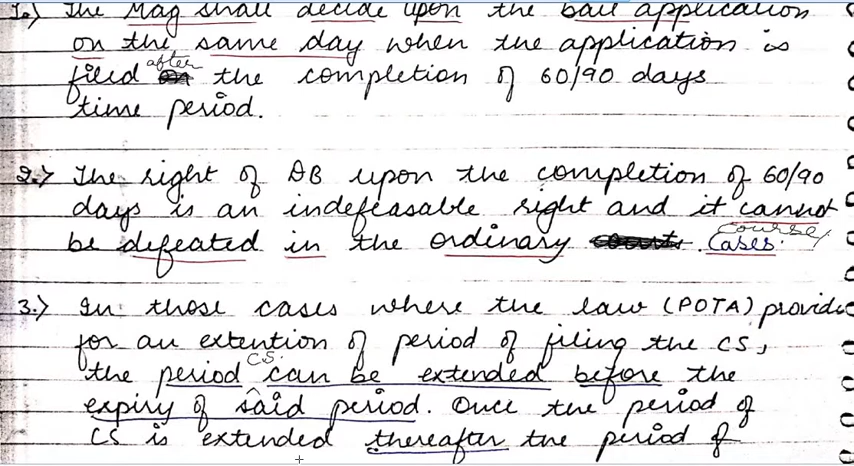 1.) The Mag shall decide upon the bail application
on the same day when the application is
filed after the completion of 60/90 days
time period.
2.) The right of DB upon the completion of 60/90
days is an indefeasable right and it cannot
be defeated in the ordinary course/ Cases.
3.) In those cases where the law (POTA) provide
for an extention of period of filing the CS,
the period CS. can be extended before the
expiry of said period. Once the period of
CS is extended thereafter the period of